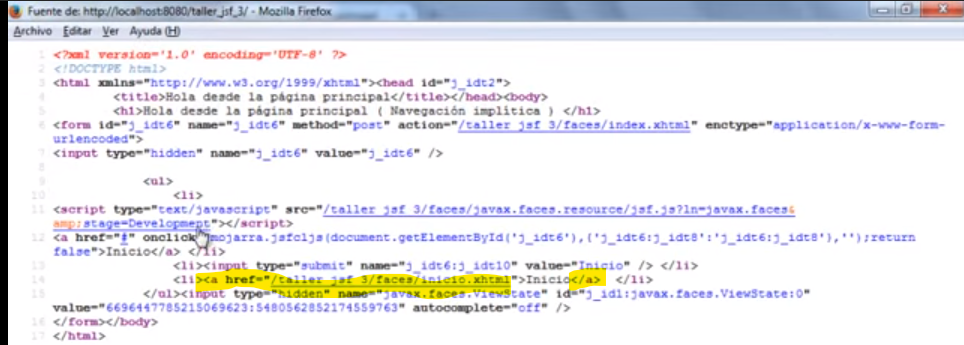 Fuente de: http://localhost:8080/taller_jsf_3/ - Mozilla Firefox
Archivo Editar Ver Ayuda (H)
1 <?xml version='1.0' encoding='UTF-8' ?>
2 <!DOCTYPE html>
3 <html xmlns="http://www.w3.org/1999/xhtml"><head id="j_idt2">
4 <title>Hola desde la página principal</title></head><body>
5 <h1>Hola desde la página principal ( Navegación implítica ) </h1>
6 <form id="j_idt6" name="j_idt6" method="post" action="/taller_jsf_3/faces/index.xhtml" enctype="application/x-www-form-
urlencoded">
7 <input type="hidden" name="j_idt6" value="j_idt6" />
8
9 <ul>
10 <li>
11 <script type="text/javascript" src="/taller_jsf_3/faces/javax.faces.resource/jsf.js?ln=javax.faces&
amp;stage=Development"></script>
12 <a href="#" onclick mojarra.jsfcljs(document.getElementById('j_idt6'),{'j_idt6:j_idt8':'j_idt6:j_idt8'},'');return
false">Inicio</a> </li>
13 <li><input type="submit" name="j_idt6:j_idt10" value="Inicio" /> </li>
14 <li><a href="/taller_jsf_3/faces/inicio.xhtml">Inicio</a> </li>
15 </ul><input type="hidden" name="javax.faces.ViewState" id="j_id1:javax.faces.ViewState:0"
value="6696447785215069623:5480562852174559763" autocomplete="off" />
16 </form></body>
17 </html>